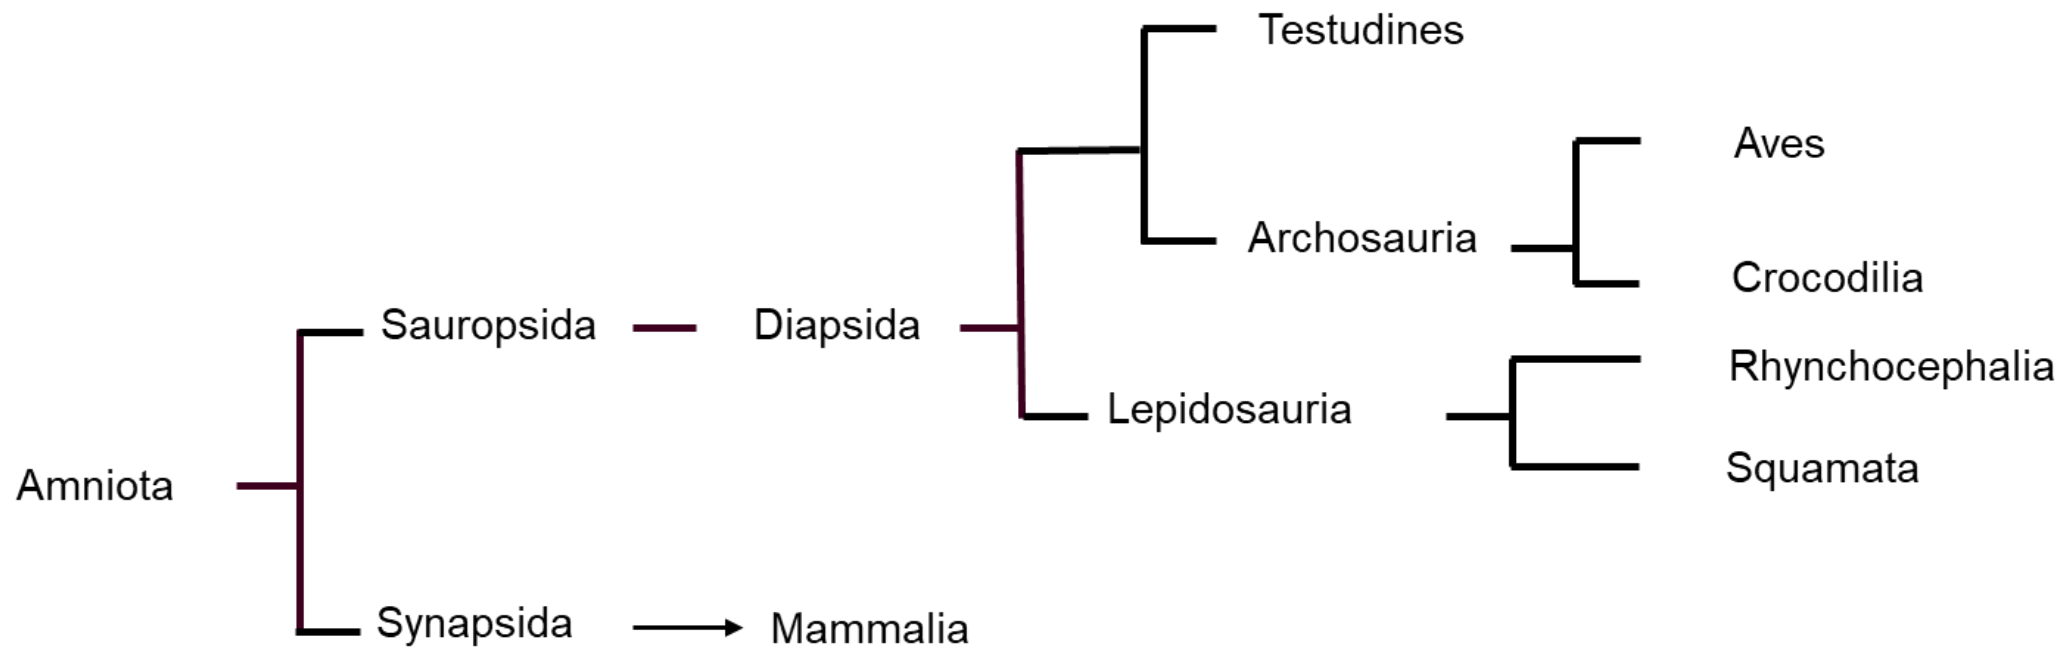 Testudines
Aves
Archosauria
Crocodilia
Sauropsida
Diapsida
Rhynchocephalia
Lepidosauria
Squamata
Amniota
Synapsida
Mammalia